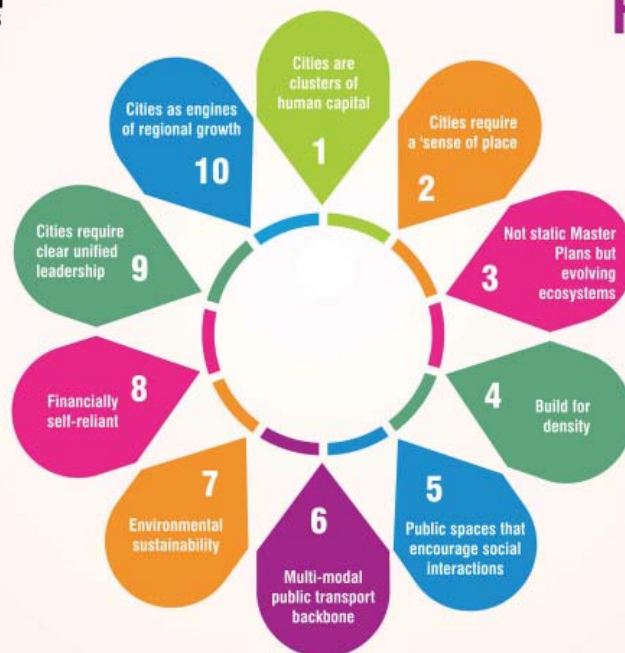 Cities are
clusters of
human capital
1
Cities require
a 'sense of place
2
Not static Master
Plans but
evolving
ecosystems
3
4
Build for
density
5
Public spaces that
encourage social
interactions
6
Multi-modal
public transport
backbone
7
Environmental
sustainability
8
Financially
self-reliant
Cities require
clear unified
leadership
9
Cities as engines
of regional growth
10